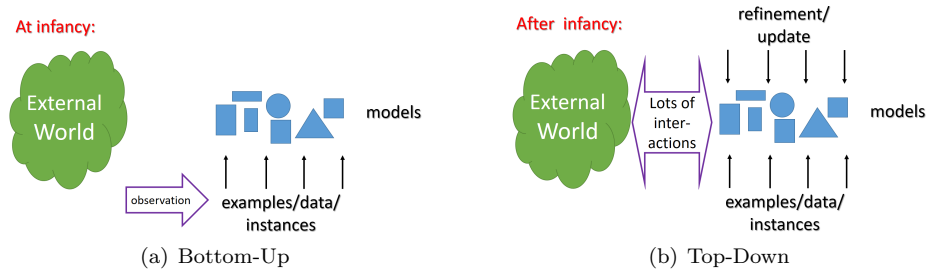 At infancy:
External
World
observation
models
examples/data/
instances
(a) Bottom-Up
After infancy:
refinement/
update
External
World
Lots of
inter-
actions
models
examples/data/
instances
(b) Top-Down